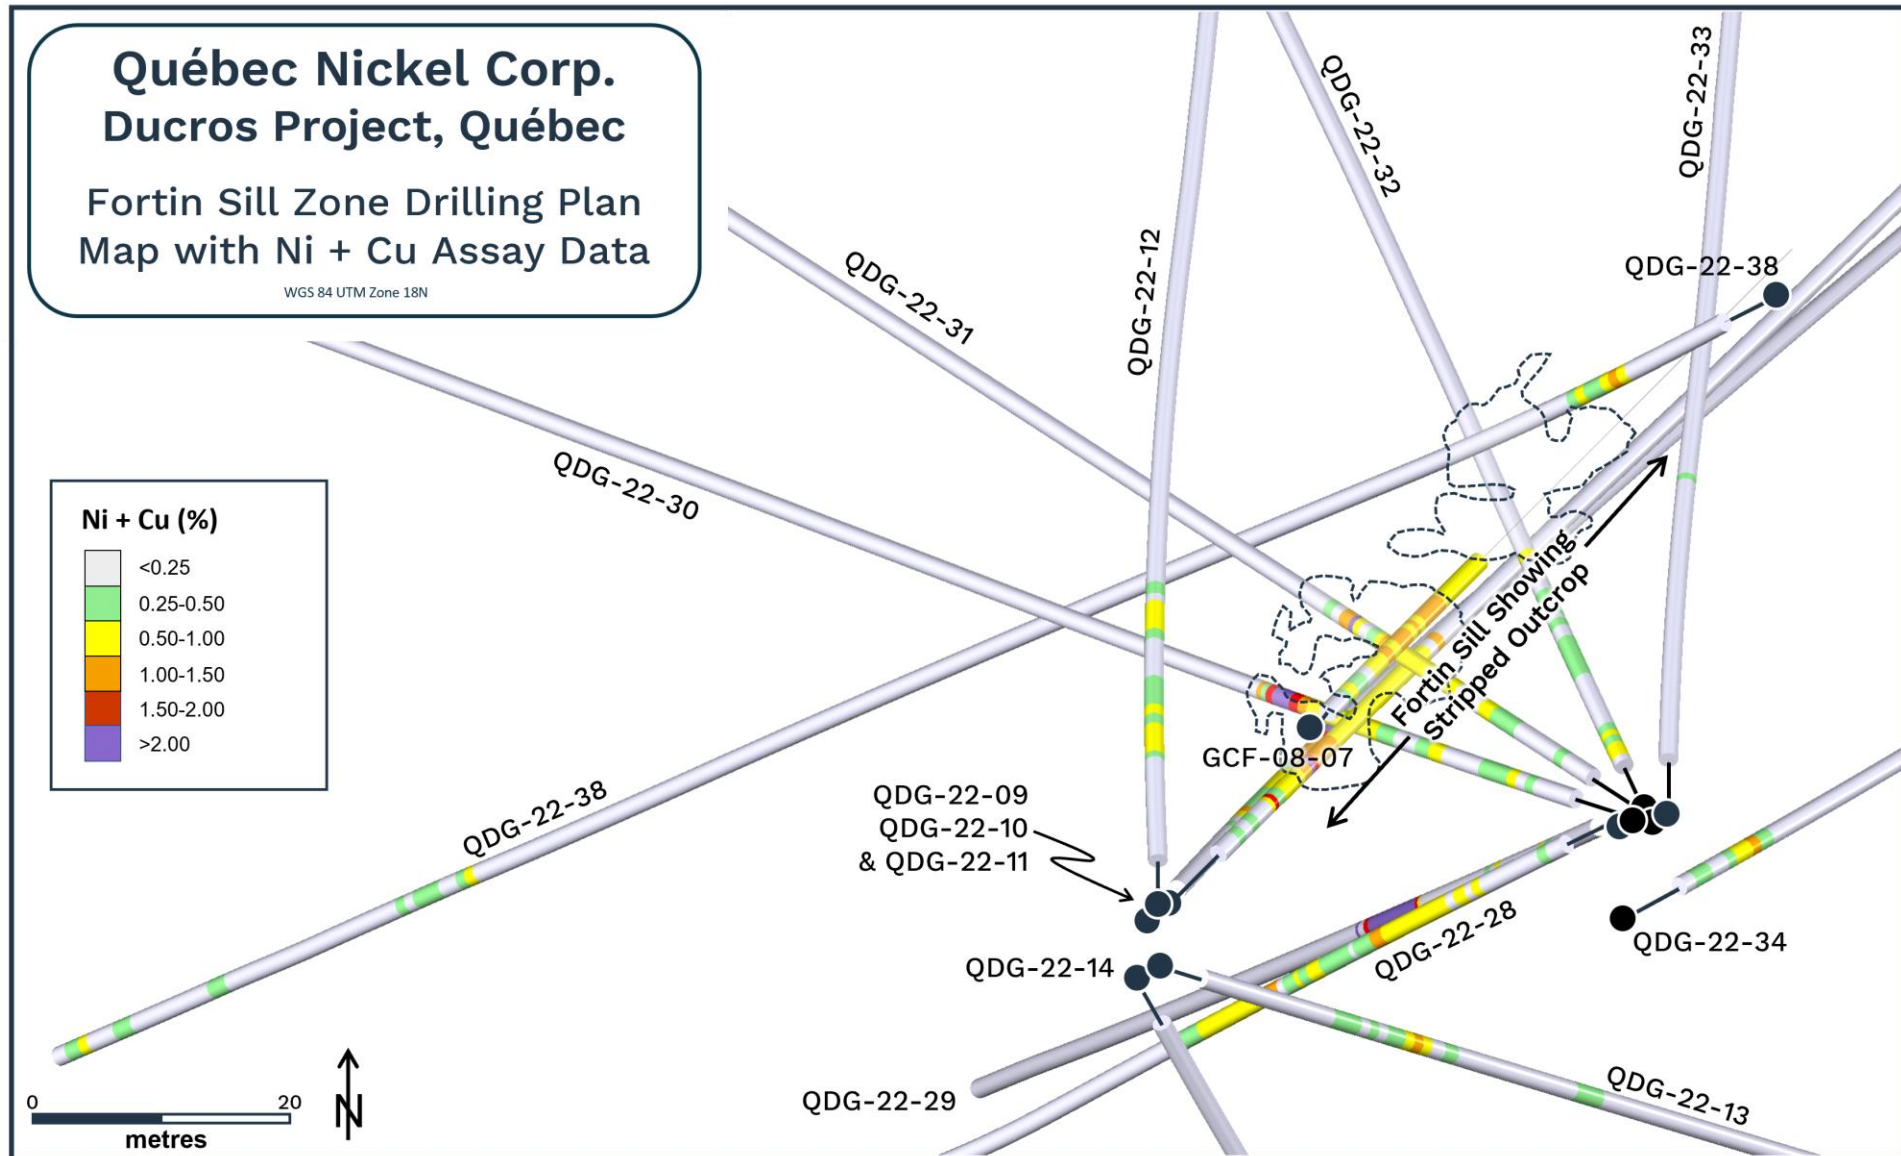 Québec Nickel Corp.
Ducros Project, Québec
Fortin Sill Zone Drilling Plan
Map with Ni + Cu Assay Data
WGS 84 UTM Zone 18N
QDG-22-33
QDG-22-32
QDG-22-12
QDG-22-31
QDG-22-38
QDG-22-30
Ni + Cu (%)
<0.25
0.25-0.50
0.50-1.00
1.00-1.50
1.50-2.00
>2.00
Fortin Sill Showing
Stripped Outcrop
GCF-08-07
QDG-22-09
QDG-22-10
& QDG-22-11
QDG-22-38
QDG-22-28
QDG-22-34
QDG-22-14
QDG-22-29
QDG-22-13
0 20
metres
N